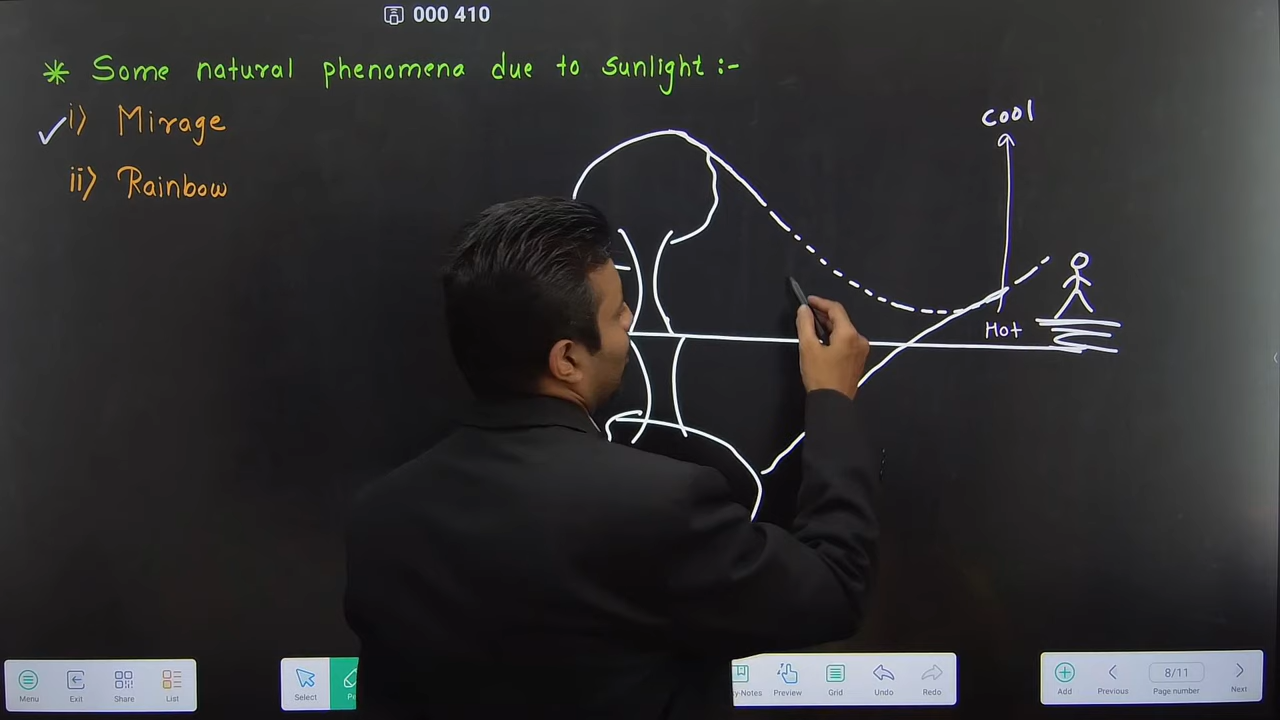 000 410
* Some natural phenomena due to sunlight :-
i) Mirage
ii) Rainbow
Cool
Hot
Menu
Exit
Share
List
Select
y-Notes
Preview
Grid
Undo
Redo
Add
Previous
8/11
Page number
Next